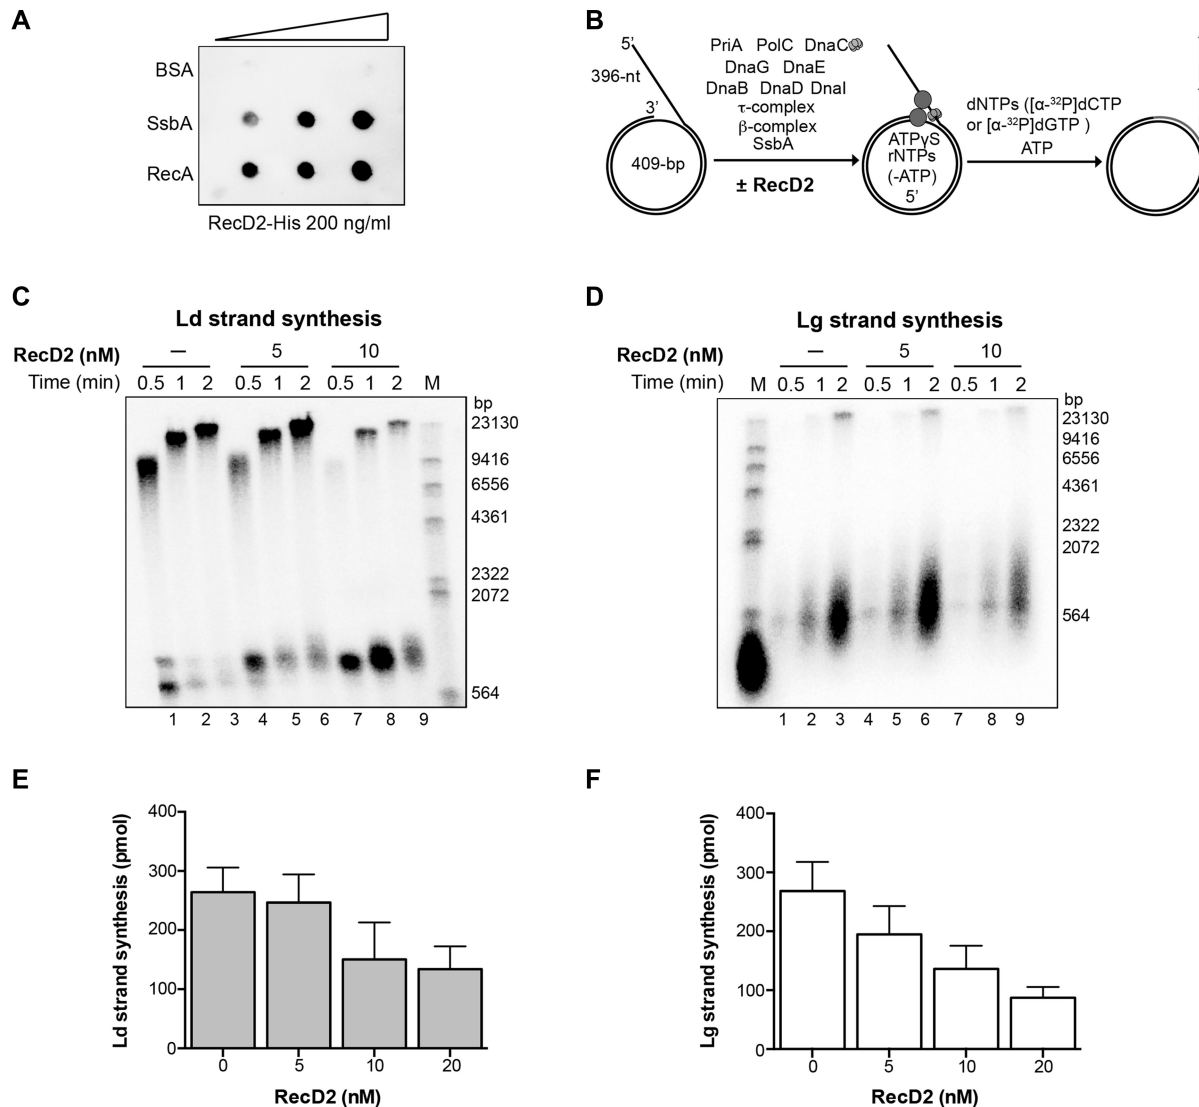 A
BSA
SsbA
RecA
RecD2-His 200 ng/ml
B
5’
396-nt
3’
409-bp
PriA PolC DnaC
DnaG DnaE
DnaB DnaD DnaI
τ-complex
β-complex
SsbA
± RecD2
ATPγS
rNTPs
(-ATP)
5’
dNTPs ([α-³²P]dCTP
or [α-³²P]dGTP )
ATP
C
Ld strand synthesis
RecD2 (nM) – 5 10
Time (min) 0.5 1 2 0.5 1 2 0.5 1 2 M
bp
23130
9416
6556
4361
2322
2072
564
1 2 3 4 5 6 7 8 9
D
Lg strand synthesis
RecD2 (nM) – 5 10
Time (min) M 0.5 1 2 0.5 1 2 0.5 1 2
bp
23130
9416
6556
4361
2322
2072
564
1 2 3 4 5 6 7 8 9
E
Ld strand synthesis (pmol)
400
300
200
100
0
0 5 10 20
RecD2 (nM)
F
Lg strand synthesis (pmol)
400
300
200
100
0
0 5 10 20
RecD2 (nM)